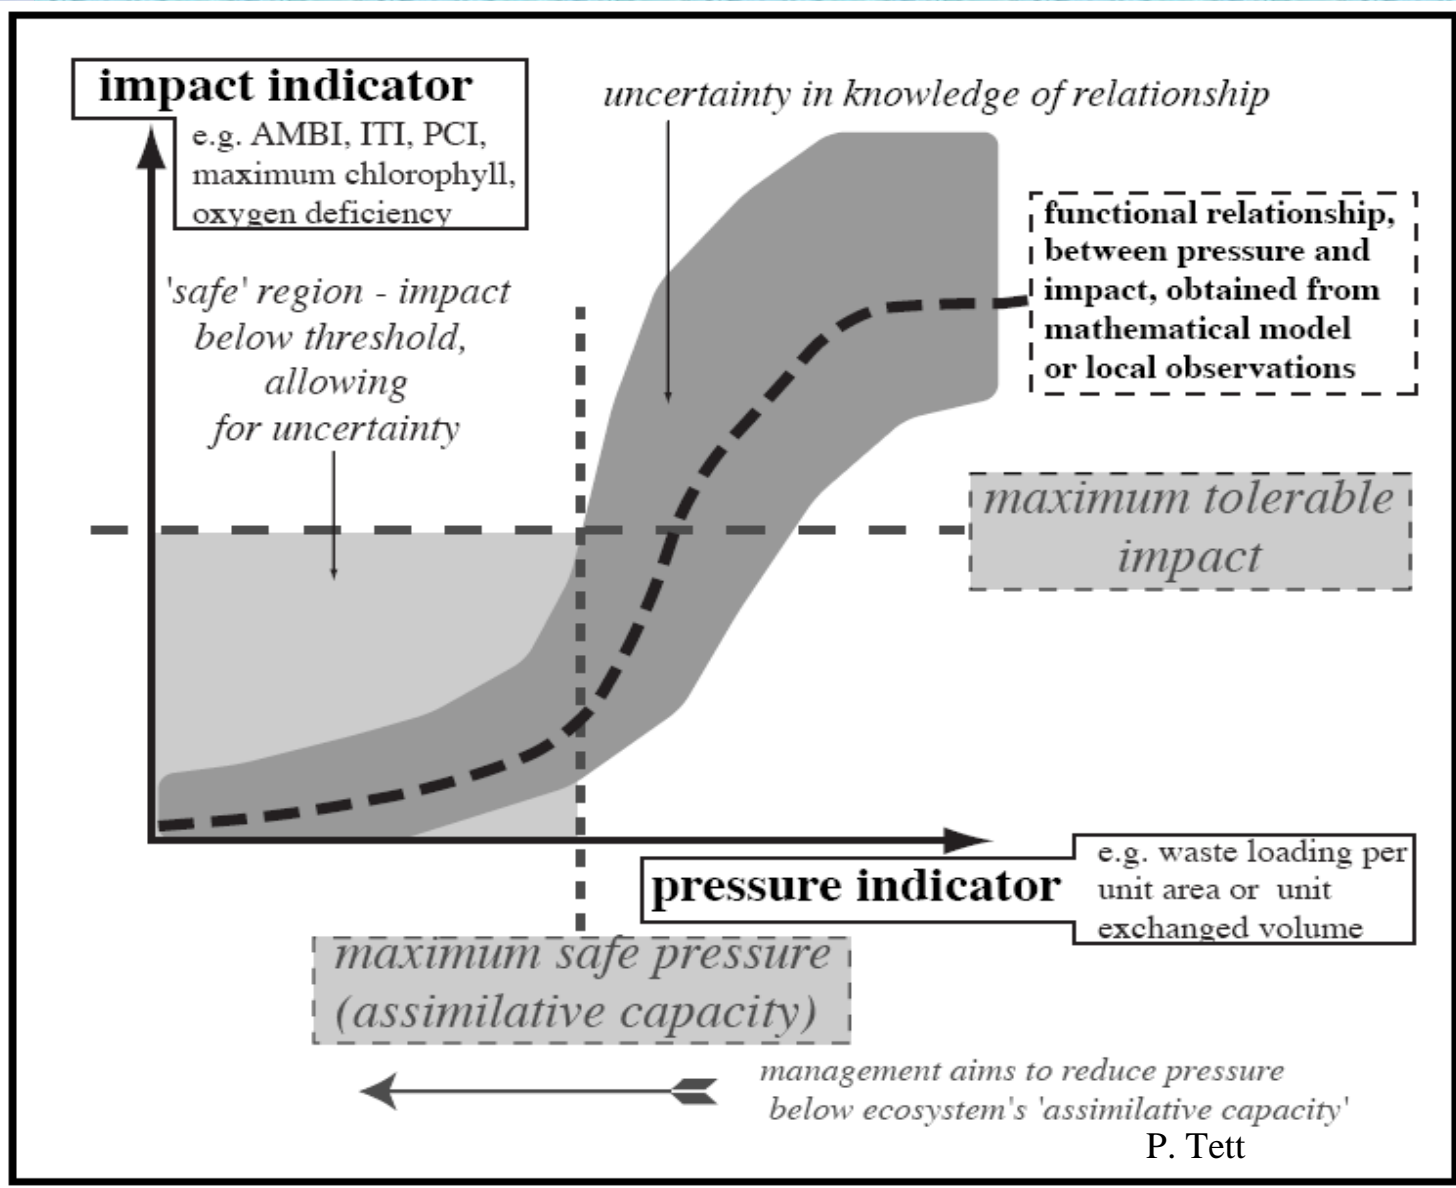 impact indicator
e.g. AMBI, ITI, PCI,
maximum chlorophyll,
oxygen deficiency
uncertainty in knowledge of relationship
functional relationship,
between pressure and
impact, obtained from
mathematical model
or local observations
'safe' region - impact
below threshold,
allowing
for uncertainty
maximum tolerable
impact
pressure indicator
e.g. waste loading per
unit area or unit
exchanged volume
maximum safe pressure
(assimilative capacity)
management aims to reduce pressure
below ecosystem's 'assimilative capacity'
P. Tett